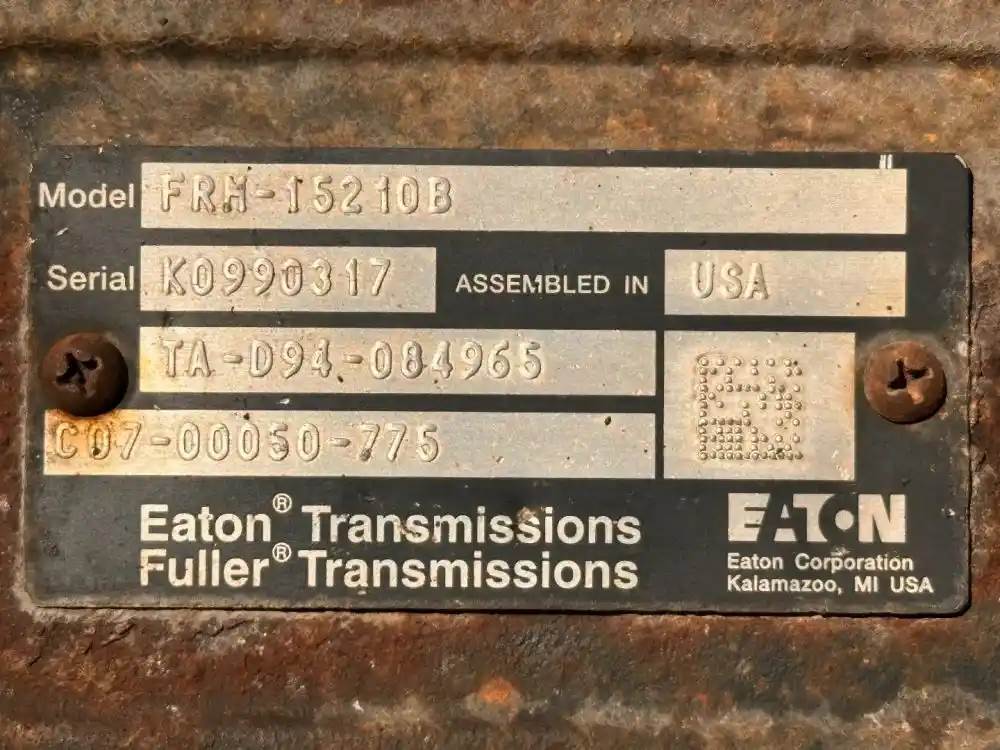 Model FRM-15210B
Serial K0990317 ASSEMBLED IN USA
TA-D94-084965
C07-00050-775
Eaton® Transmissions
Fuller® Transmissions
EATON
Eaton Corporation
Kalamazoo, MI USA